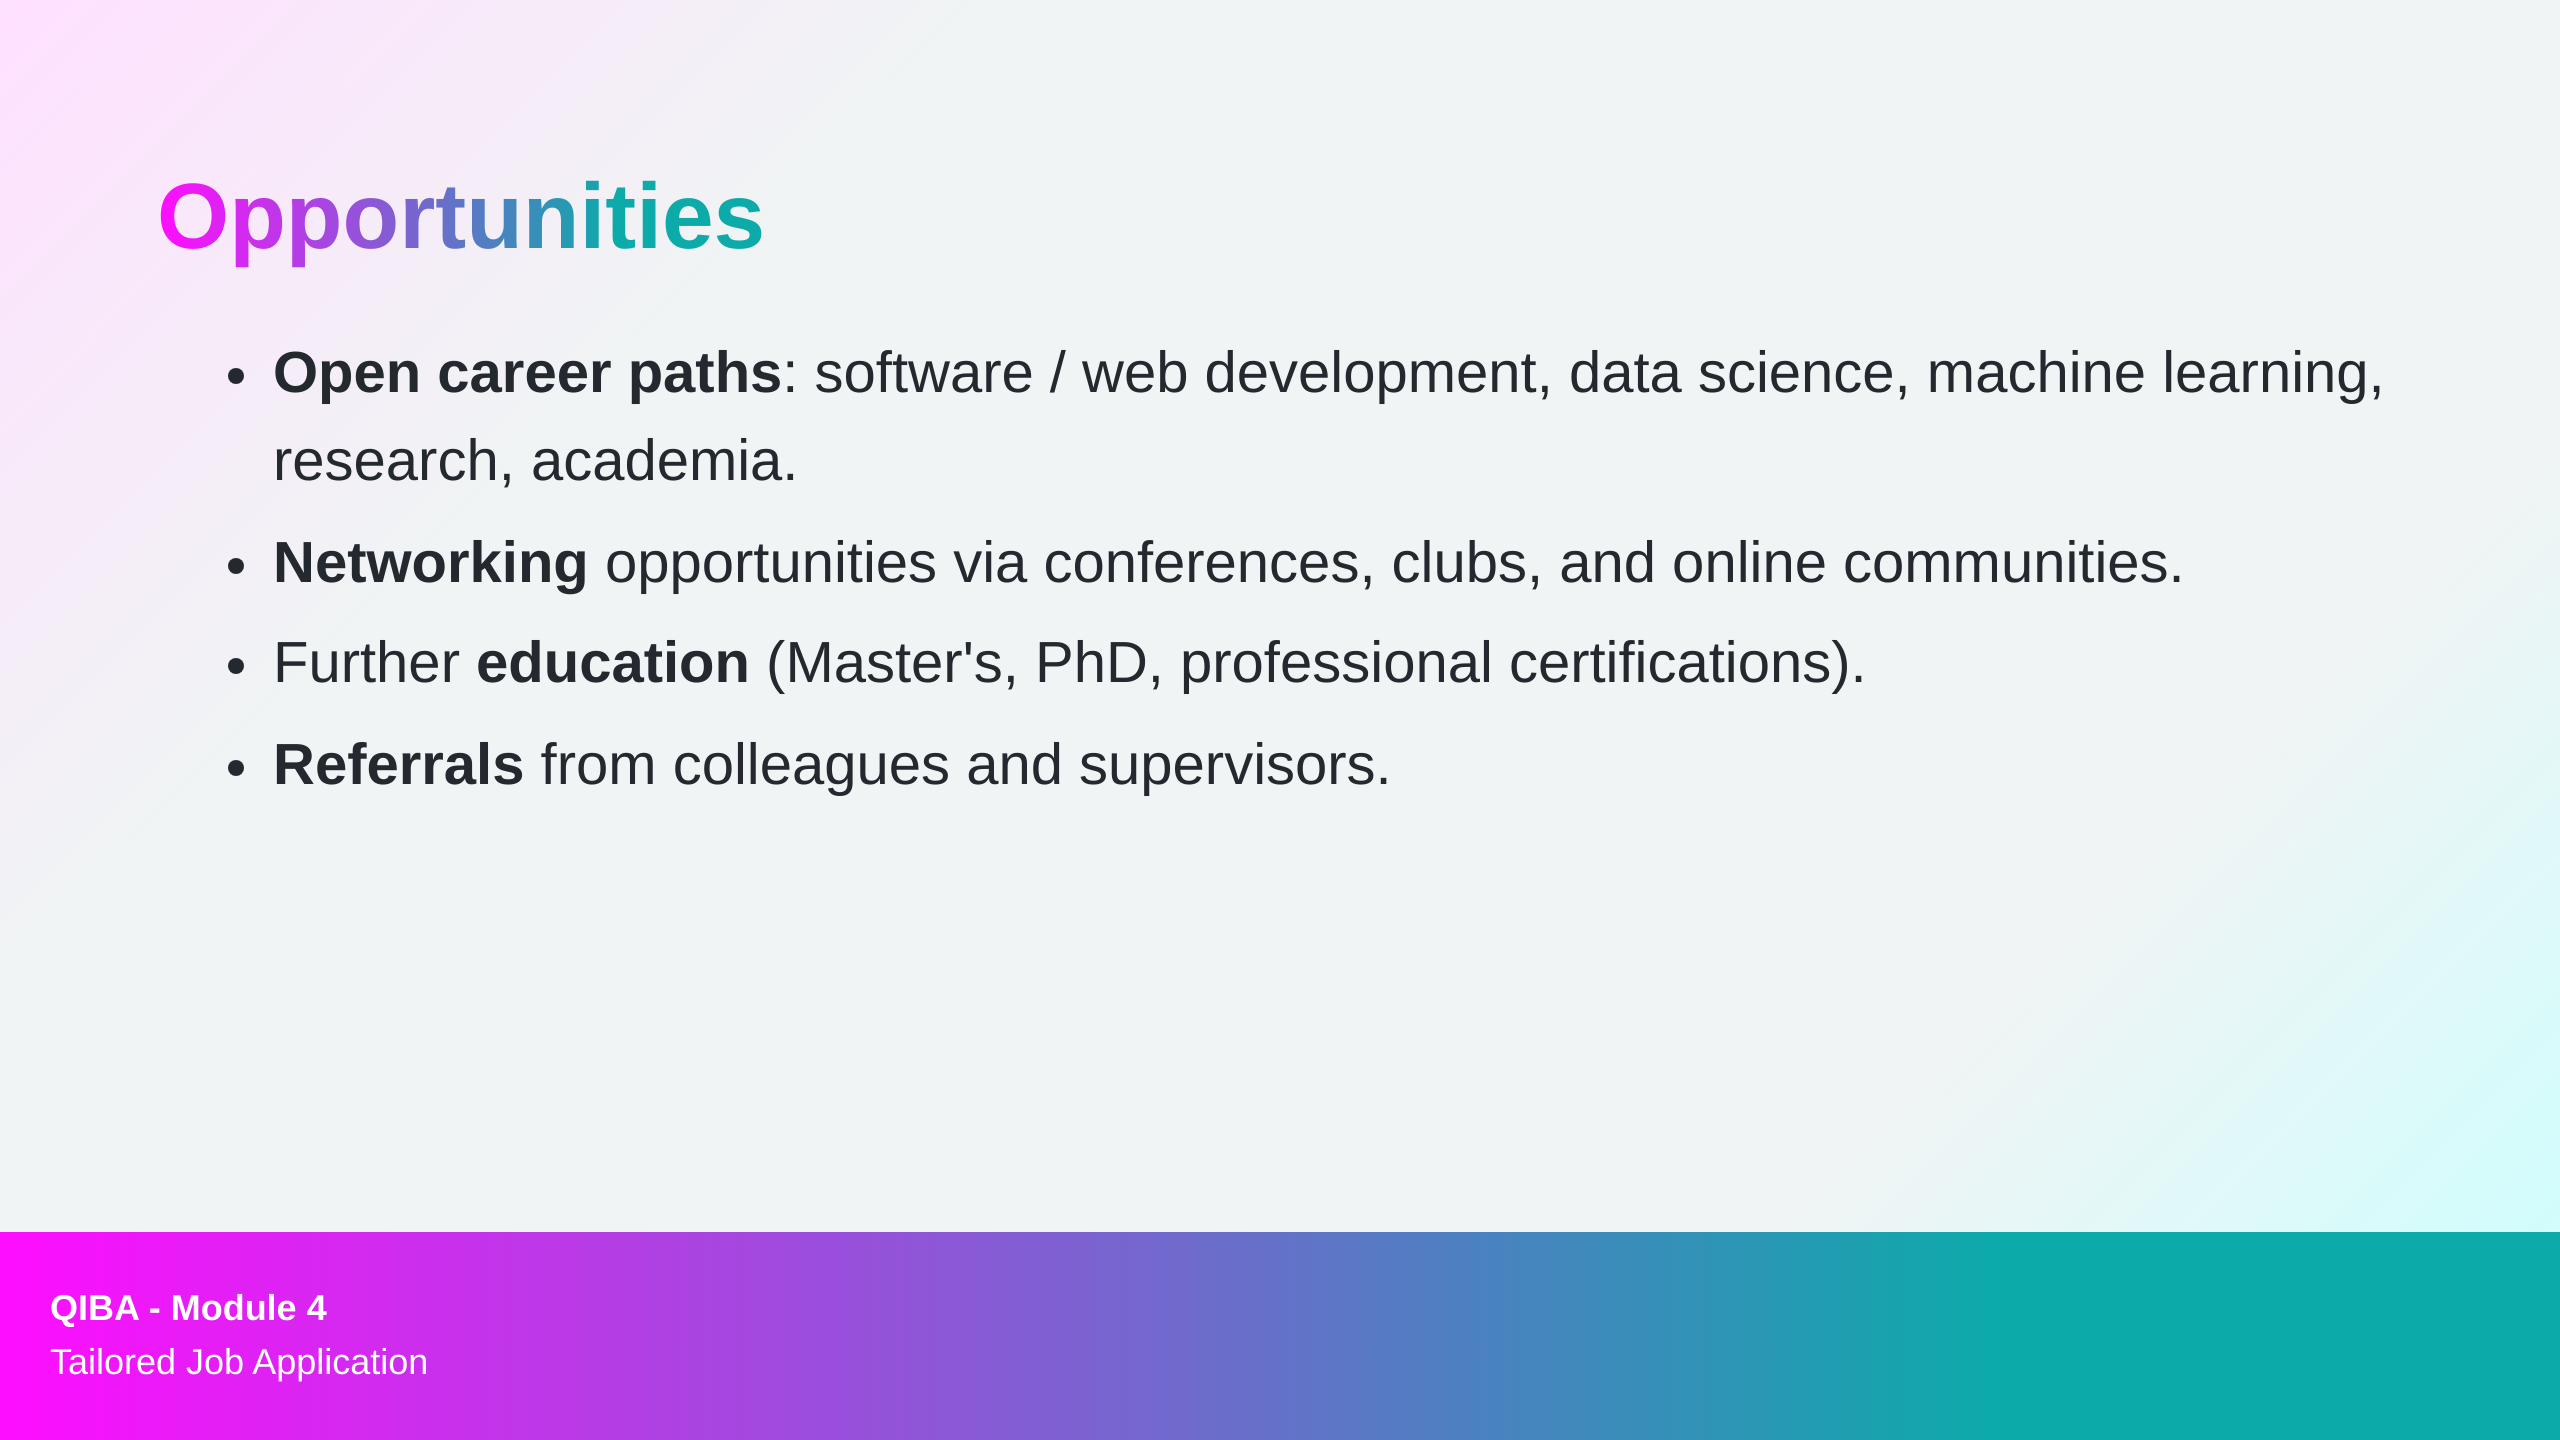 Opportunities
• Open career paths: software / web development, data science, machine learning,
research, academia.
• Networking opportunities via conferences, clubs, and online communities.
• Further education (Master's, PhD, professional certifications).
• Referrals from colleagues and supervisors.
QIBA - Module 4
Tailored Job Application